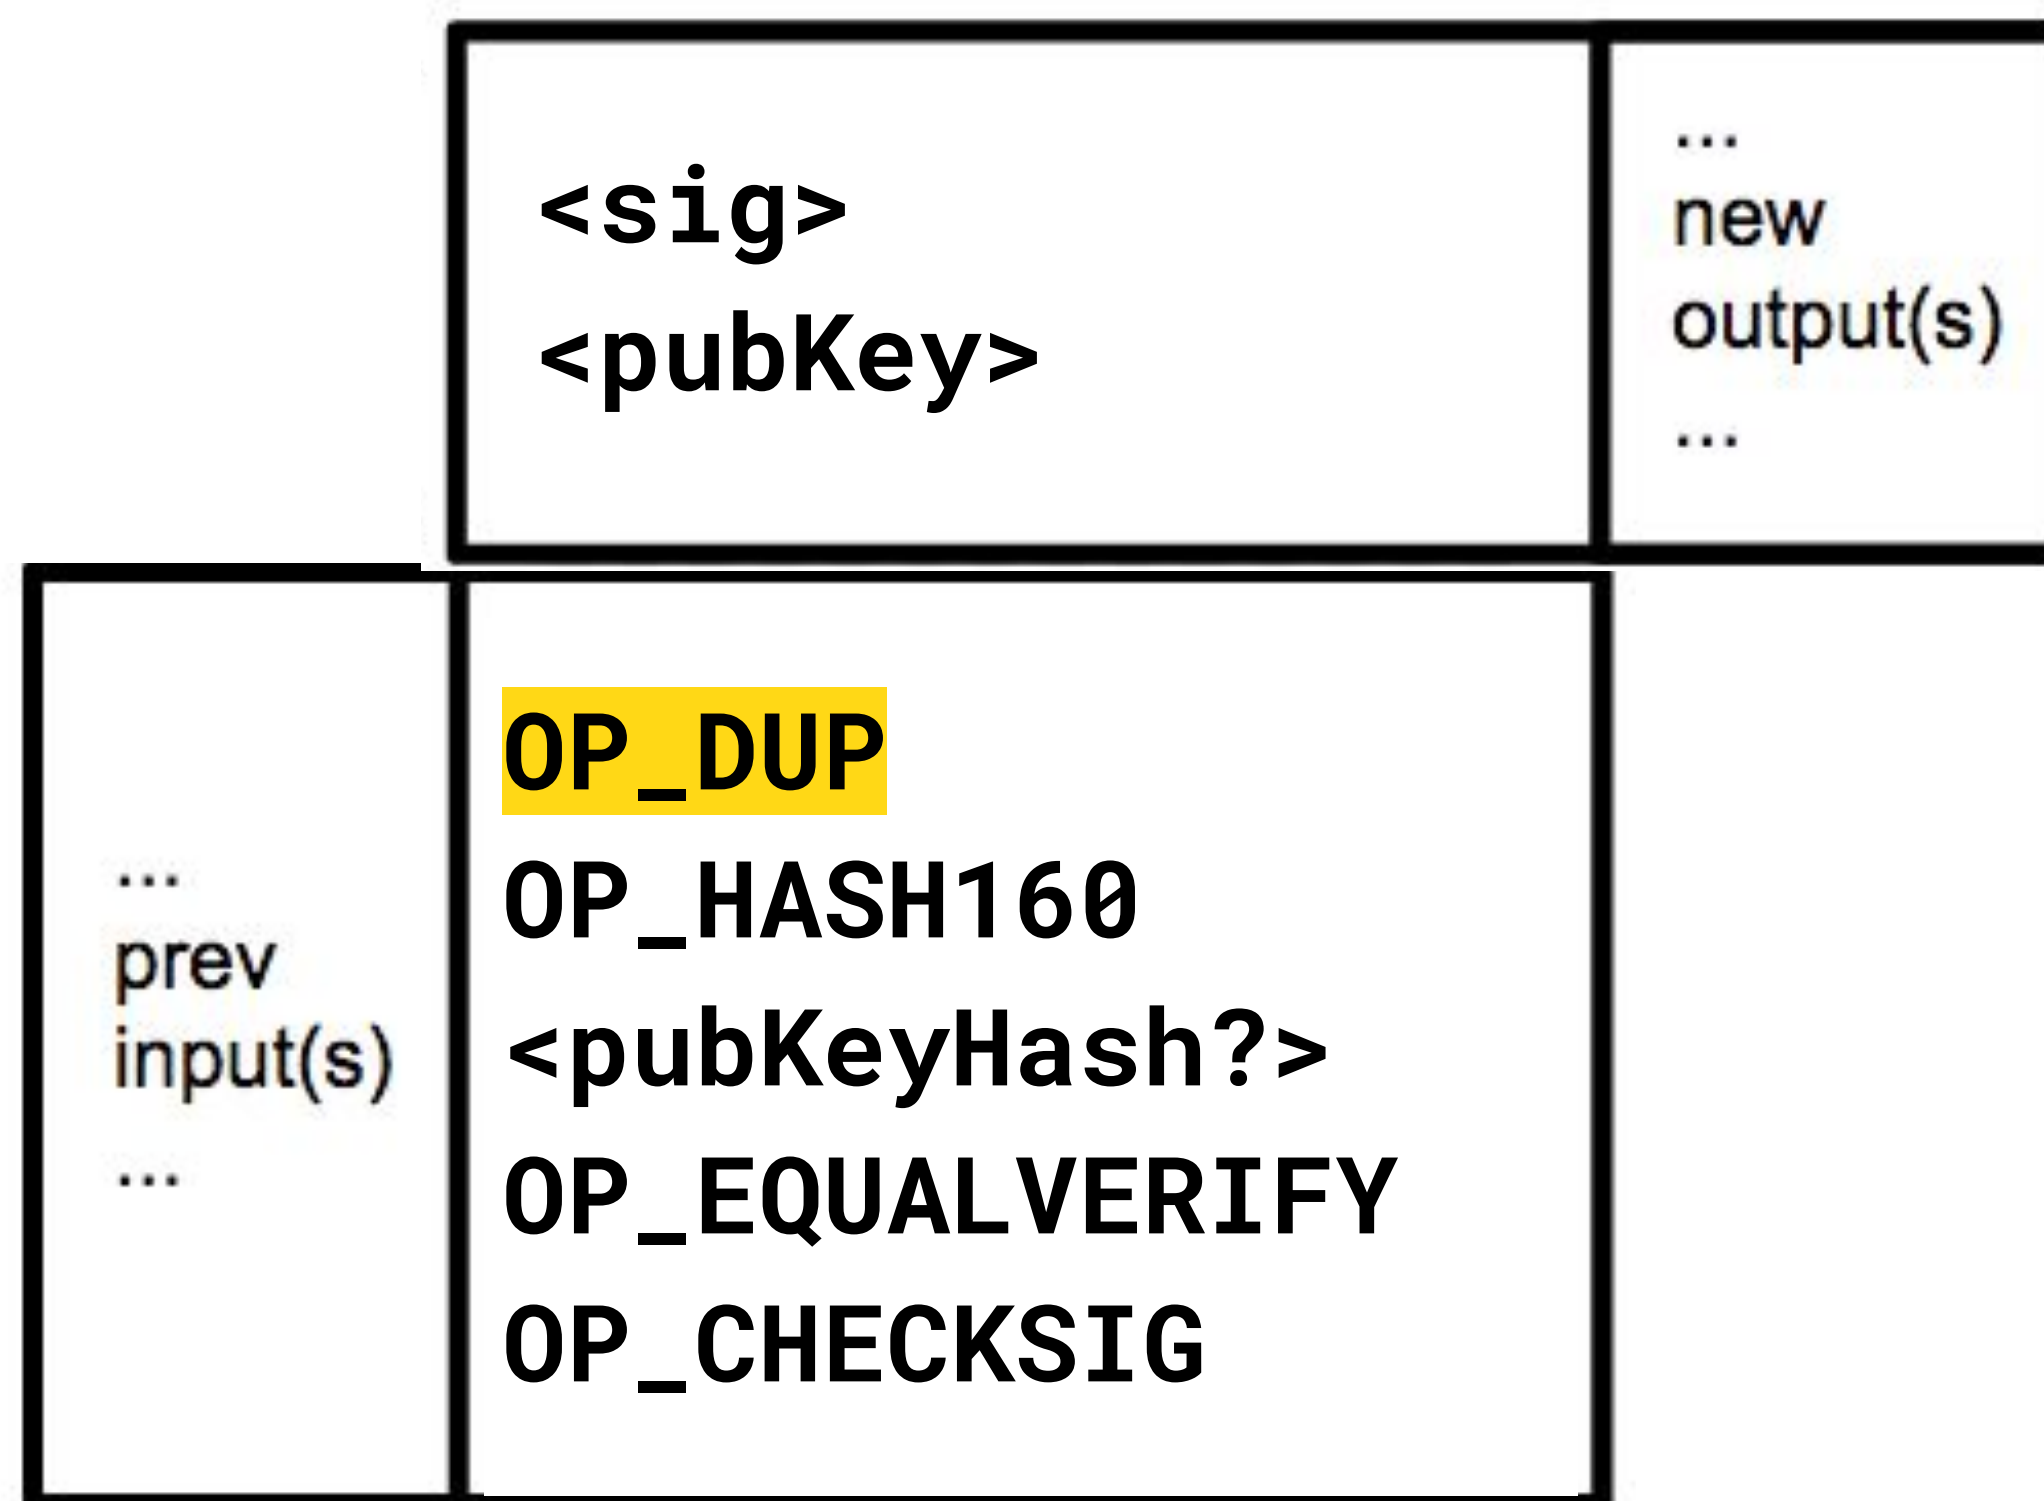 <sig>
<pubKey>
...
new
output(s)
...
...
prev
input(s)
...
OP_DUP
OP_HASH160
<pubKeyHash?>
OP_EQUALVERIFY
OP_CHECKSIG